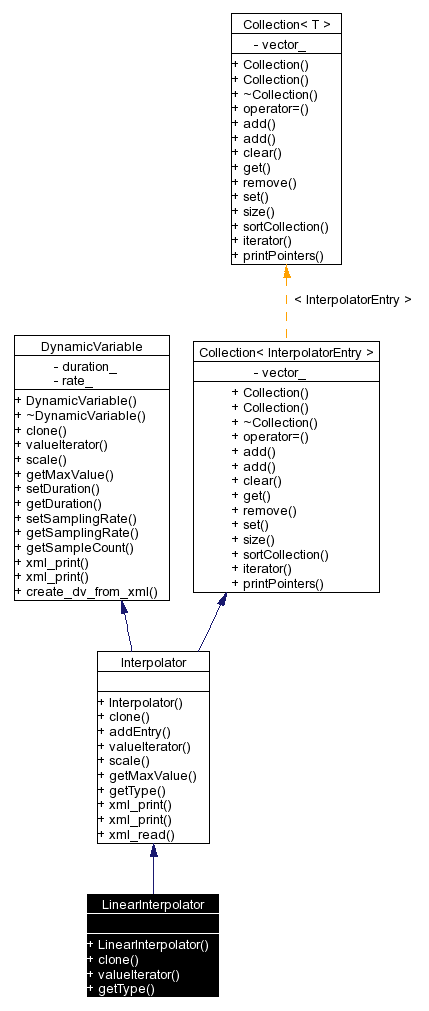 Collection< T >
- vector_
+ Collection()
+ Collection()
+ ~Collection()
+ operator=()
+ add()
+ add()
+ clear()
+ get()
+ remove()
+ set()
+ size()
+ sortCollection()
+ iterator()
+ printPointers()
< InterpolatorEntry >
DynamicVariable
- duration_
- rate_
+ DynamicVariable()
+ ~DynamicVariable()
+ clone()
+ valueIterator()
+ scale()
+ getMaxValue()
+ setDuration()
+ getDuration()
+ setSamplingRate()
+ getSamplingRate()
+ getSampleCount()
+ xml_print()
+ xml_print()
+ create_dv_from_xml()
Collection< InterpolatorEntry >
- vector_
+ Collection()
+ Collection()
+ ~Collection()
+ operator=()
+ add()
+ add()
+ clear()
+ get()
+ remove()
+ set()
+ size()
+ sortCollection()
+ iterator()
+ printPointers()
Interpolator
+ Interpolator()
+ clone()
+ addEntry()
+ valueIterator()
+ scale()
+ getMaxValue()
+ getType()
+ xml_print()
+ xml_print()
+ xml_read()
LinearInterpolator
+ LinearInterpolator()
+ clone()
+ valueIterator()
+ getType()